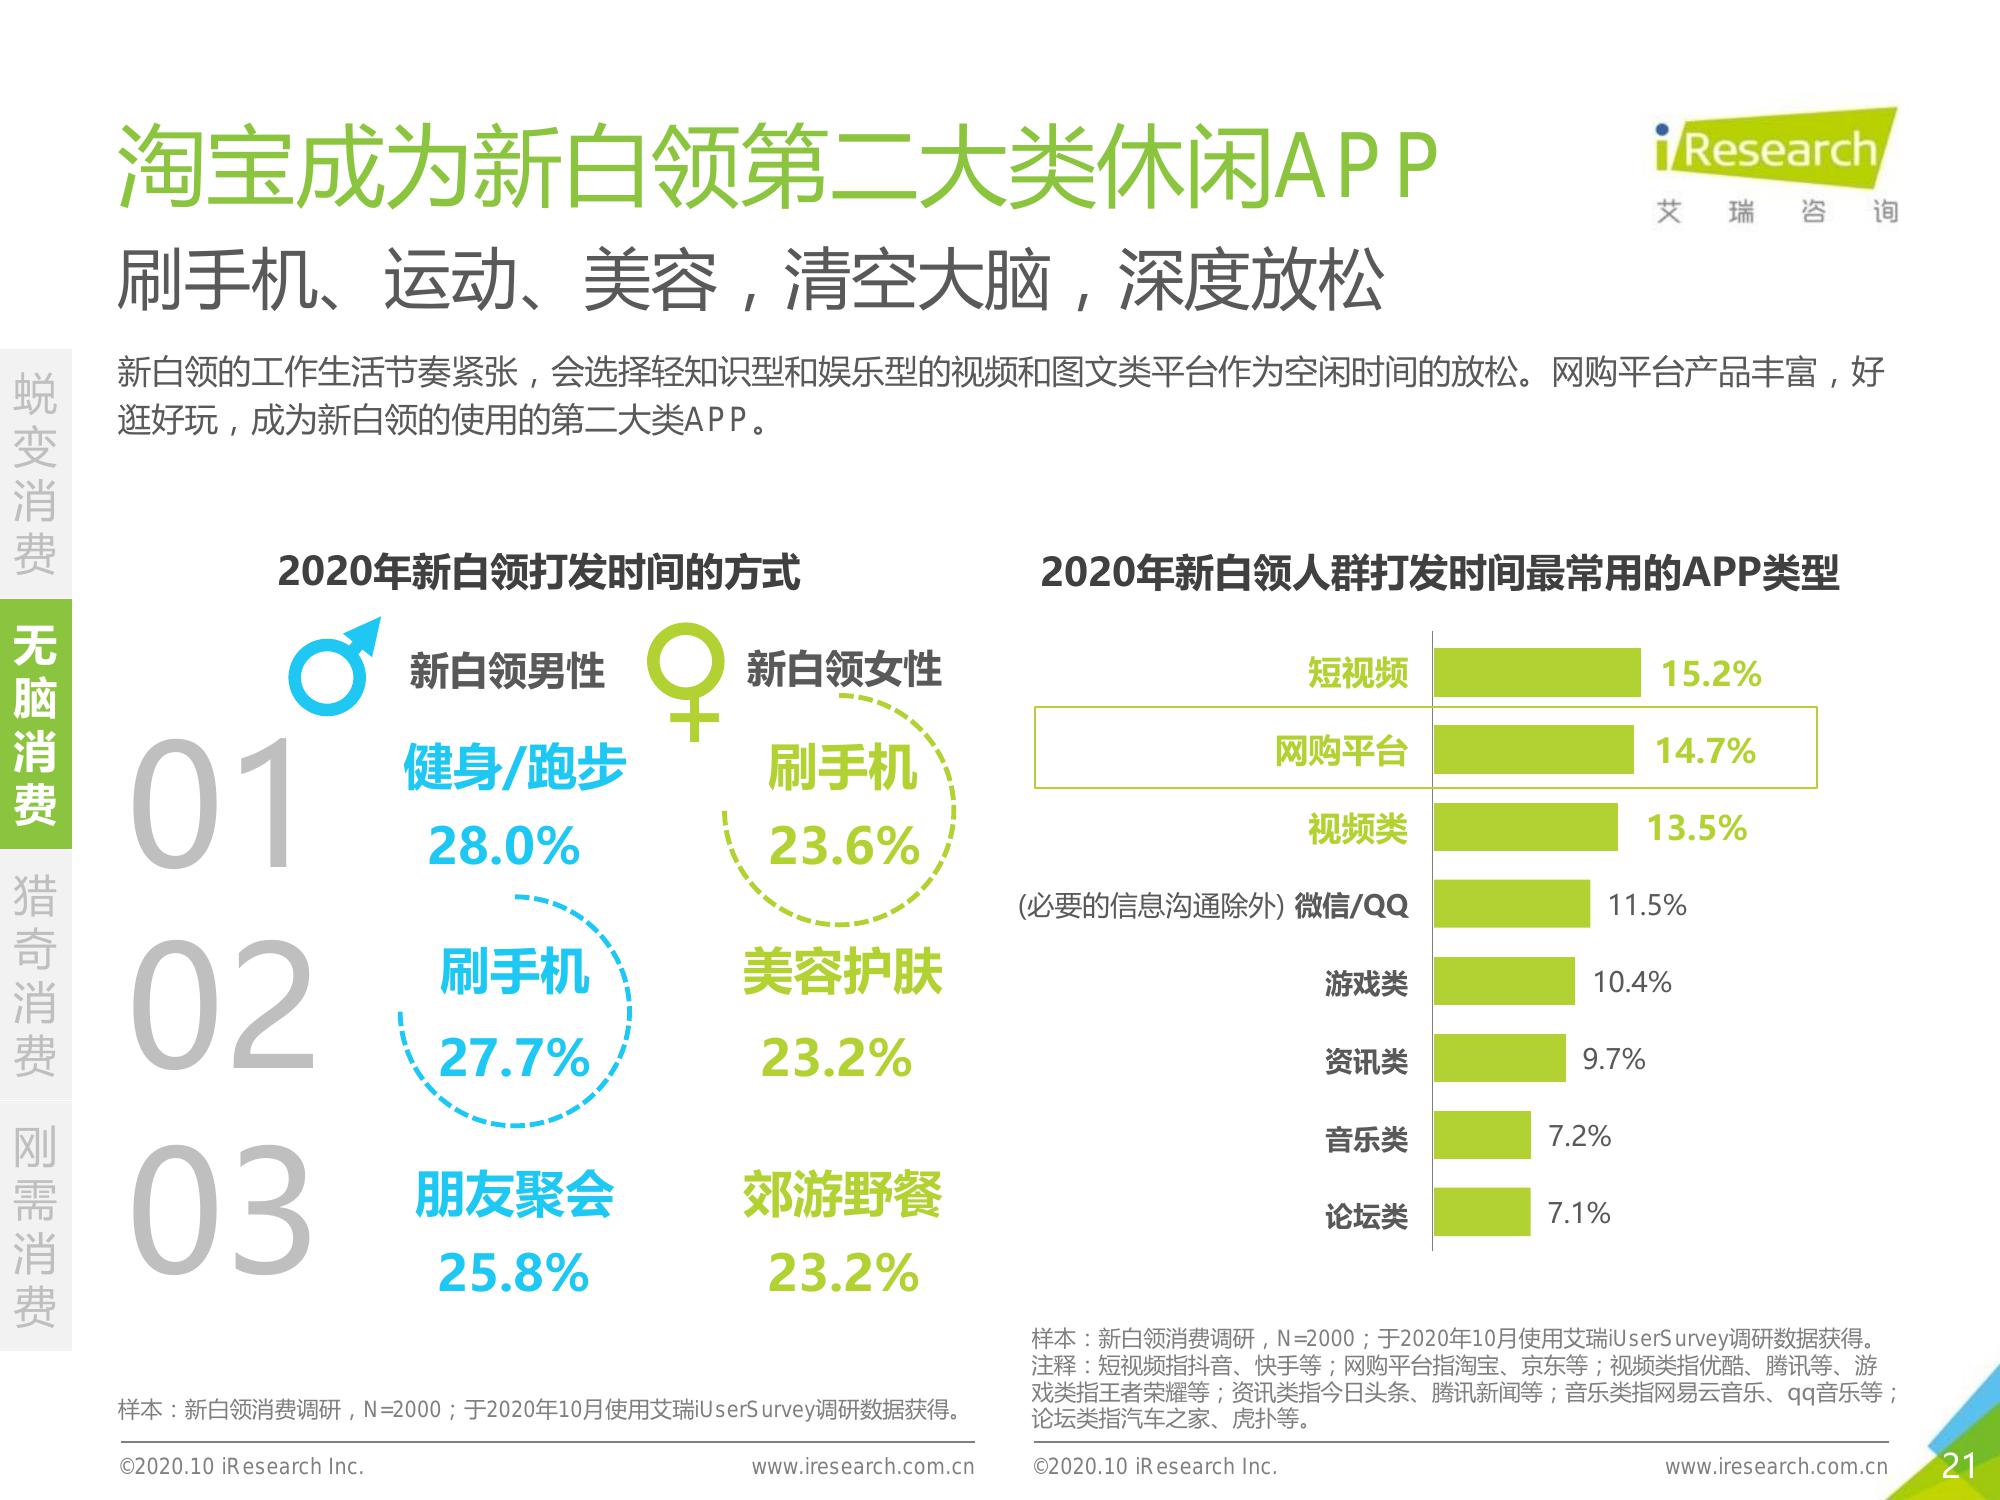 淘宝成为新白领第二大类休闲APP
iResearch
艾瑞咨询
刷手机、运动、美容，清空大脑，深度放松
新白领的工作生活节奏紧张，会选择轻知识型和娱乐型的视频和图文类平台作为空闲时间的放松。网购平台产品丰富，好
逛好玩，成为新白领的使用的第二大类APP。
蜕变消费
无脑消费
猎奇消费
刚需消费
2020年新白领打发时间的方式
新白领男性
新白领女性
01
健身/跑步
28.0%
刷手机
23.6%
02
刷手机
27.7%
美容护肤
23.2%
03
朋友聚会
25.8%
郊游野餐
23.2%
样本：新白领消费调研，N=2000；于2020年10月使用艾瑞iUserSurvey调研数据获得。
©2020.10 iResearch Inc.
www.iresearch.com.cn
2020年新白领人群打发时间最常用的APP类型
短视频 15.2%
网购平台 14.7%
视频类 13.5%
(必要的信息沟通除外) 微信/QQ 11.5%
游戏类 10.4%
资讯类 9.7%
音乐类 7.2%
论坛类 7.1%
样本：新白领消费调研，N=2000；于2020年10月使用艾瑞iUserSurvey调研数据获得。
注释：短视频指抖音、快手等；网购平台指淘宝、京东等；视频类指优酷、腾讯等、游
戏类指王者荣耀等；资讯类指今日头条、腾讯新闻等；音乐类指网易云音乐、qq音乐等；
论坛类指汽车之家、虎扑等。
©2020.10 iResearch Inc.
www.iresearch.com.cn
21